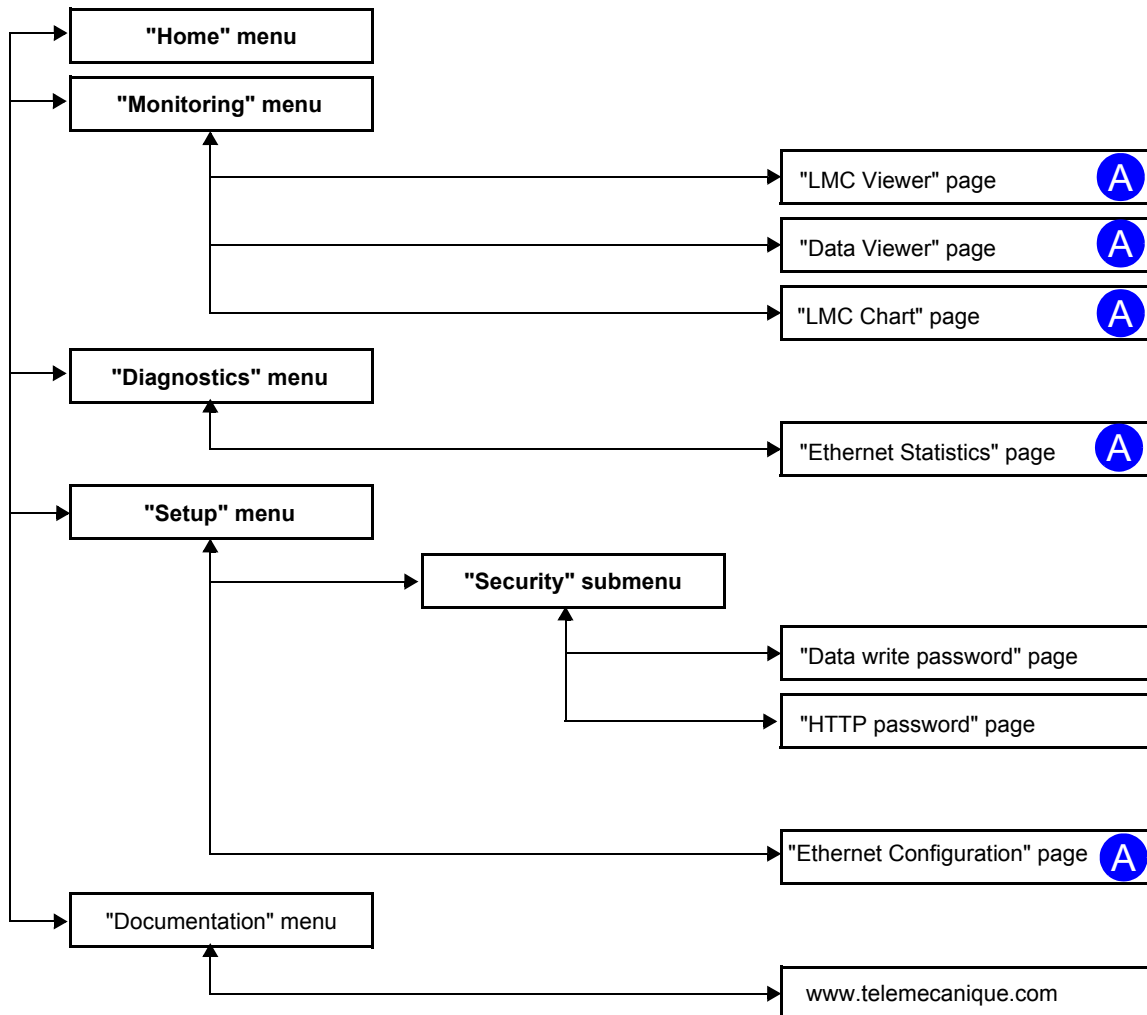 "Home" menu
"Monitoring" menu
"LMC Viewer" page A
"Data Viewer" page A
"LMC Chart" page A
"Diagnostics" menu
"Ethernet Statistics" page A
"Setup" menu
"Security" submenu
"Data write password" page
"HTTP password" page
"Ethernet Configuration" page A
"Documentation" menu
www.telemecanique.com